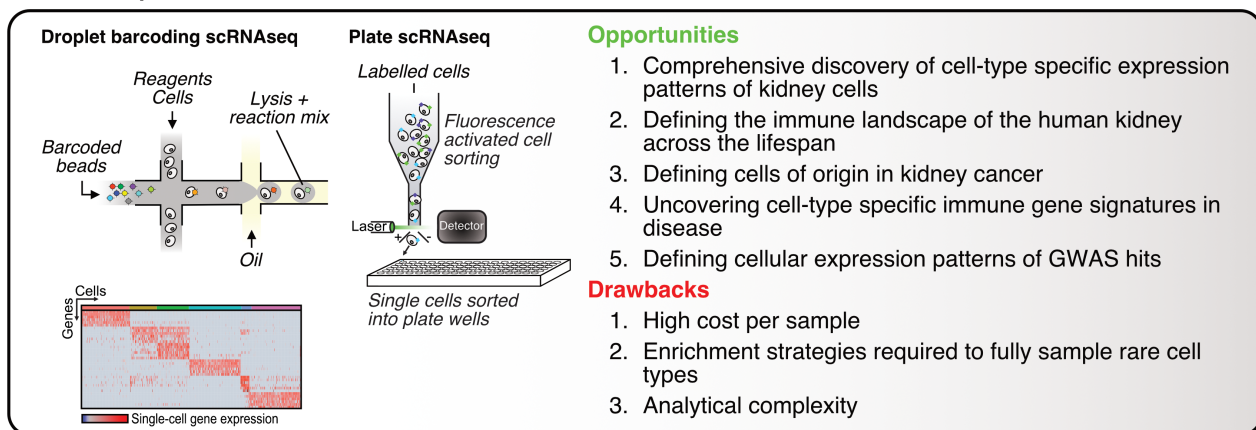 Droplet barcoding scRNAseq
Reagents
Cells
Lysis +
reaction mix
Barcoded
beads
Oil
Cells
Genes
Single-cell gene expression
Plate scRNAseq
Labelled cells
Fluorescence
activated cell
sorting
Laser
+
-
Detector
Single cells sorted
into plate wells
Opportunities
1. Comprehensive discovery of cell-type specific expression
patterns of kidney cells
2. Defining the immune landscape of the human kidney
across the lifespan
3. Defining cells of origin in kidney cancer
4. Uncovering cell-type specific immune gene signatures in
disease
5. Defining cellular expression patterns of GWAS hits
Drawbacks
1. High cost per sample
2. Enrichment strategies required to fully sample rare cell
types
3. Analytical complexity